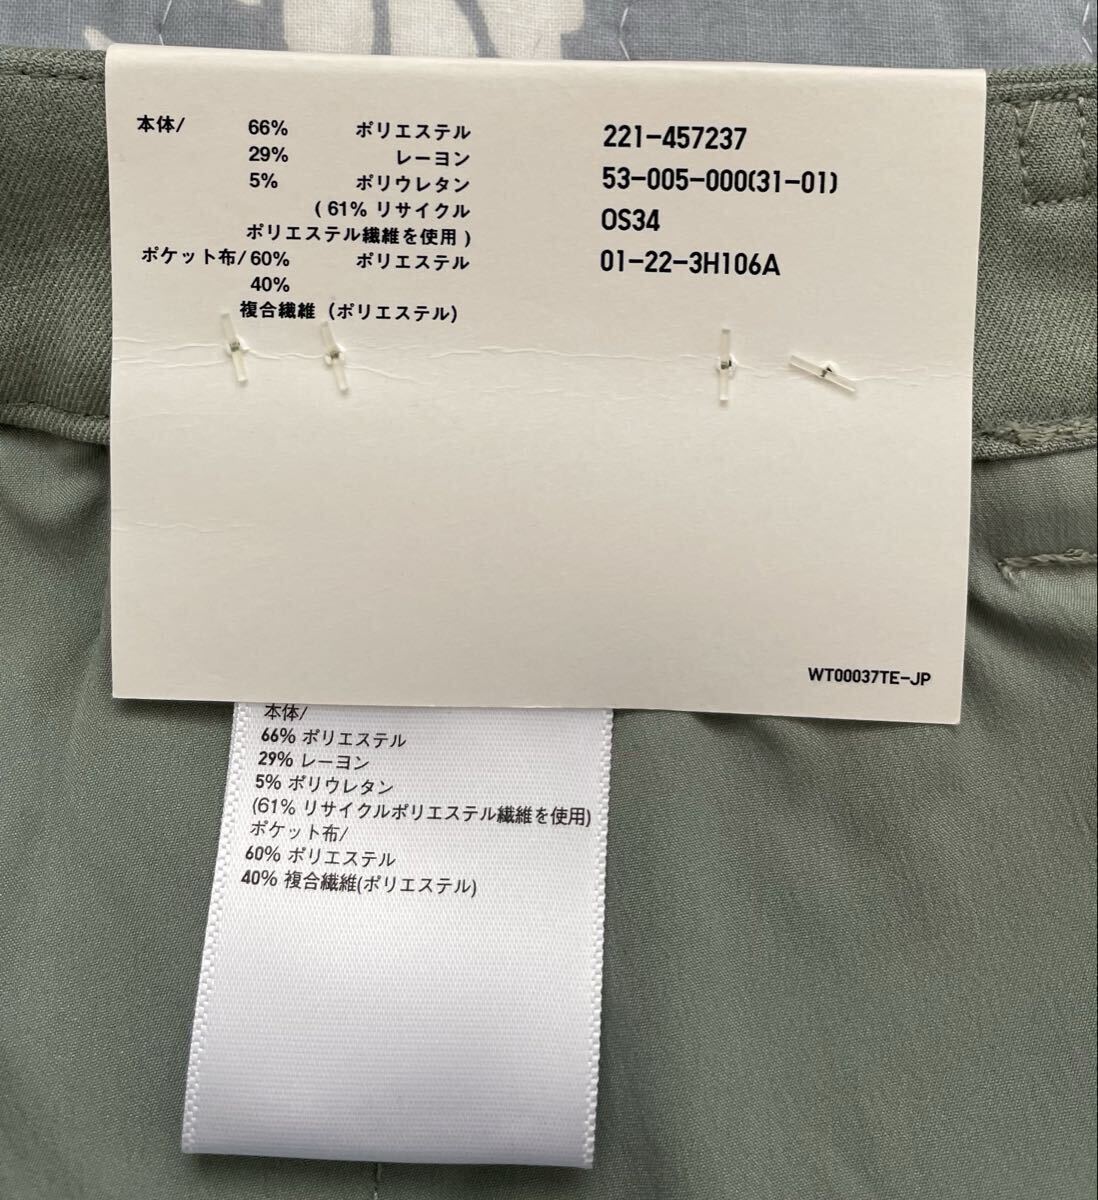 本体/ 66% ポリエステル
29% レーヨン
5% ポリウレタン
( 61% リサイクル
ポリエステル繊維を使用 )
ポケット布/ 60% ポリエステル
40%
複合繊維（ポリエステル）
221-457237
53-005-000(31-01)
OS34
01-22-3H106A
WT00037TE-JP
本体/
66% ポリエステル
29% レーヨン
5% ポリウレタン
(61% リサイクルポリエステル繊維を使用)
ポケット布/
60% ポリエステル
40% 複合繊維(ポリエステル)